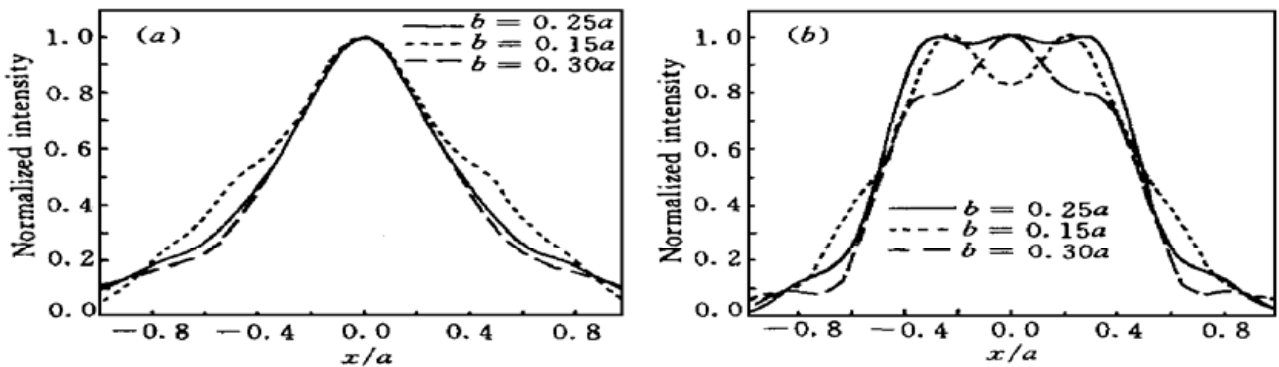 (a)
b = 0.25a
b = 0.15a
b = 0.30a
Normalized intensity
1.0
0.8
0.6
0.4
0.2
0.0
−0.8 −0.4 0.0 0.4 0.8
x/a
(b)
b = 0.25a
b = 0.15a
b = 0.30a
Normalized intensity
1.0
0.8
0.6
0.4
0.2
0.0
−0.8 −0.4 0.0 0.4 0.8
x/a